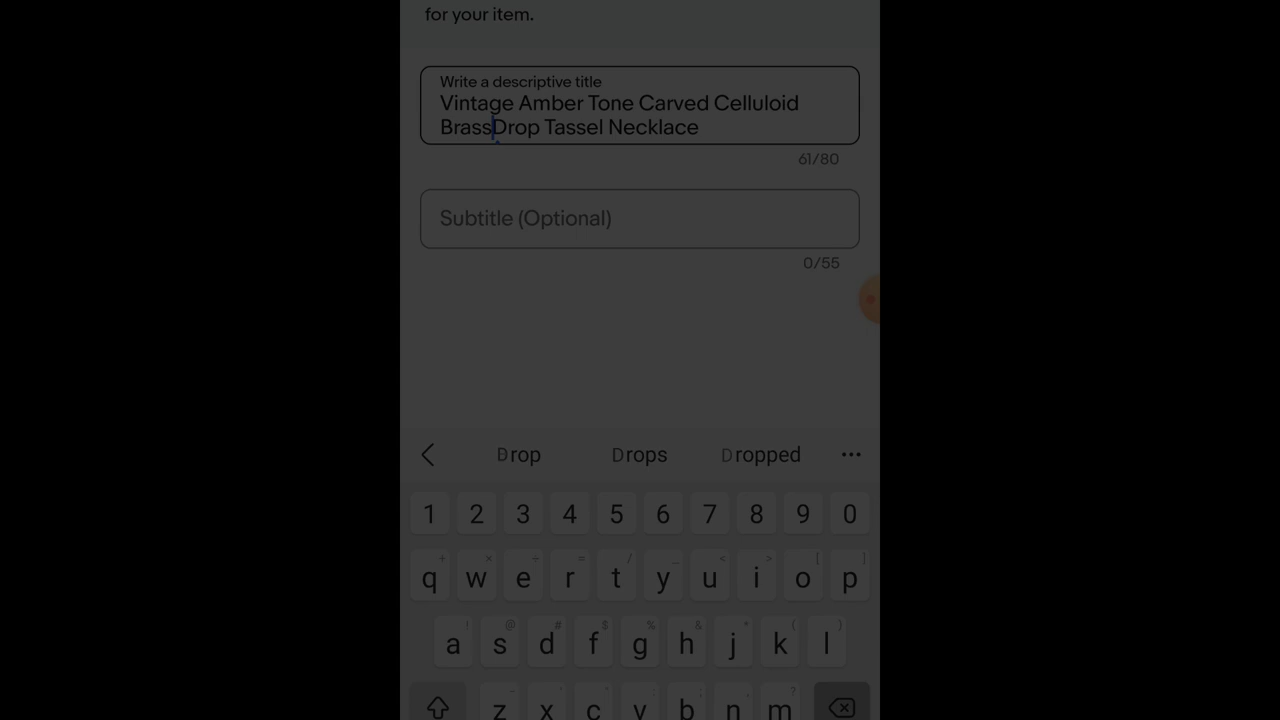 for your item.
Write a descriptive title
Vintage Amber Tone Carved Celluloid
BrassDrop Tassel Necklace
61/80
Subtitle (Optional)
0/55
Drop Drops Dropped
1 2 3 4 5 6 7 8 9 0
+ × ÷ = / _ < > [ ]
q w e r t y u i o p
! @ # $ % & * ( )
a s d f g h j k l
- ' " : ; , ?
z x c v b n m